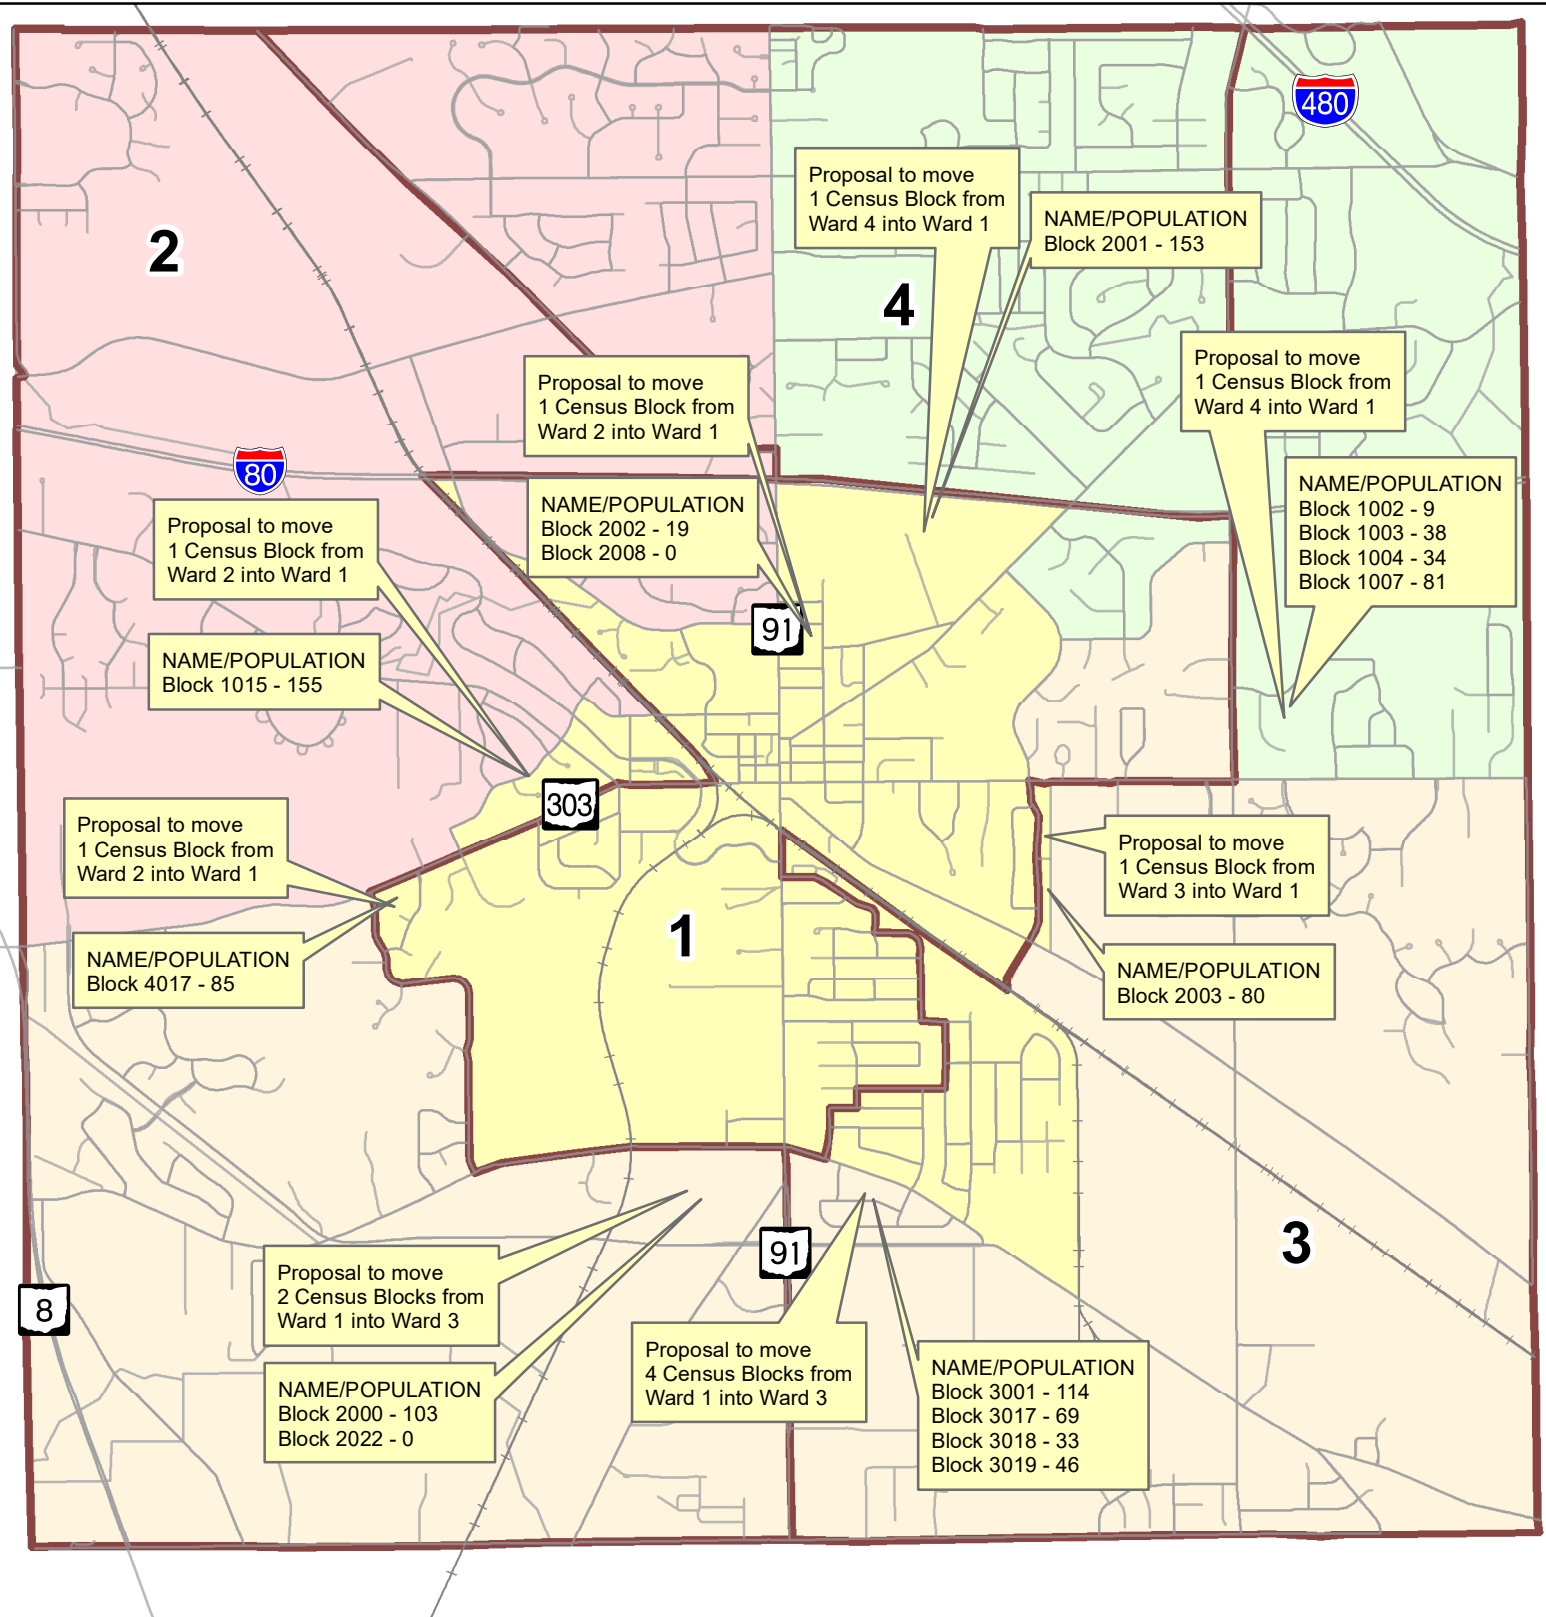 480
Proposal to move
1 Census Block from
Ward 4 into Ward 1
NAME/POPULATION
Block 2001 - 153
2
4
Proposal to move
1 Census Block from
Ward 4 into Ward 1
Proposal to move
1 Census Block from
Ward 2 into Ward 1
80
NAME/POPULATION
Block 1002 - 9
Block 1003 - 38
Block 1004 - 34
Block 1007 - 81
NAME/POPULATION
Block 2002 - 19
Block 2008 - 0
Proposal to move
1 Census Block from
Ward 2 into Ward 1
91
NAME/POPULATION
Block 1015 - 155
303
Proposal to move
1 Census Block from
Ward 2 into Ward 1
Proposal to move
1 Census Block from
Ward 3 into Ward 1
1
NAME/POPULATION
Block 4017 - 85
NAME/POPULATION
Block 2003 - 80
3
91
Proposal to move
2 Census Blocks from
Ward 1 into Ward 3
8
Proposal to move
4 Census Blocks from
Ward 1 into Ward 3
NAME/POPULATION
Block 3001 - 114
Block 3017 - 69
Block 3018 - 33
Block 3019 - 46
NAME/POPULATION
Block 2000 - 103
Block 2022 - 0